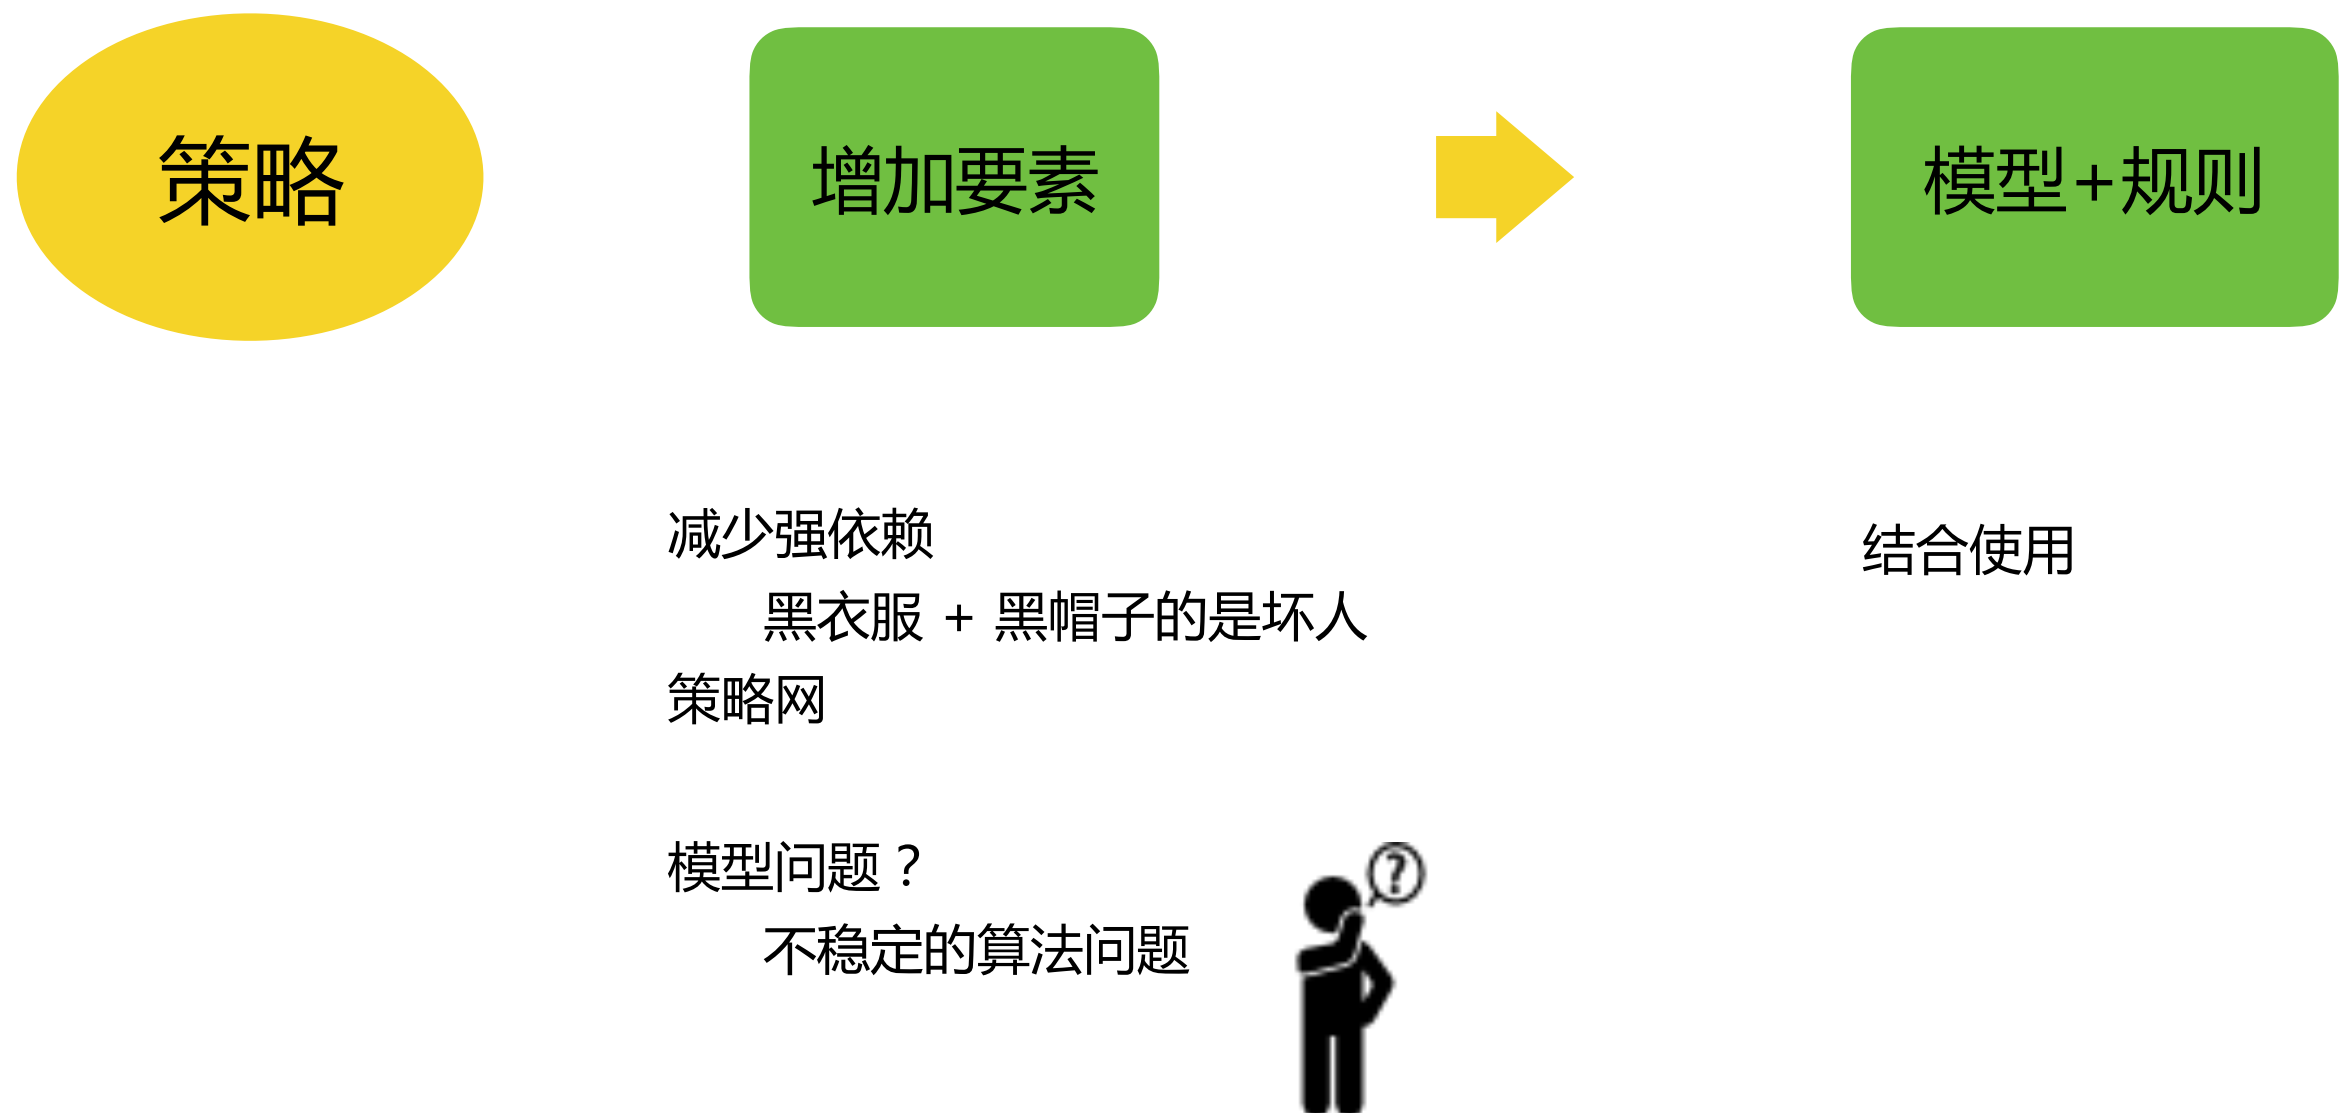 策略
增加要素
模型+规则
减少强依赖
黑衣服 + 黑帽子的是坏人
策略网
模型问题？
不稳定的算法问题
?
结合使用